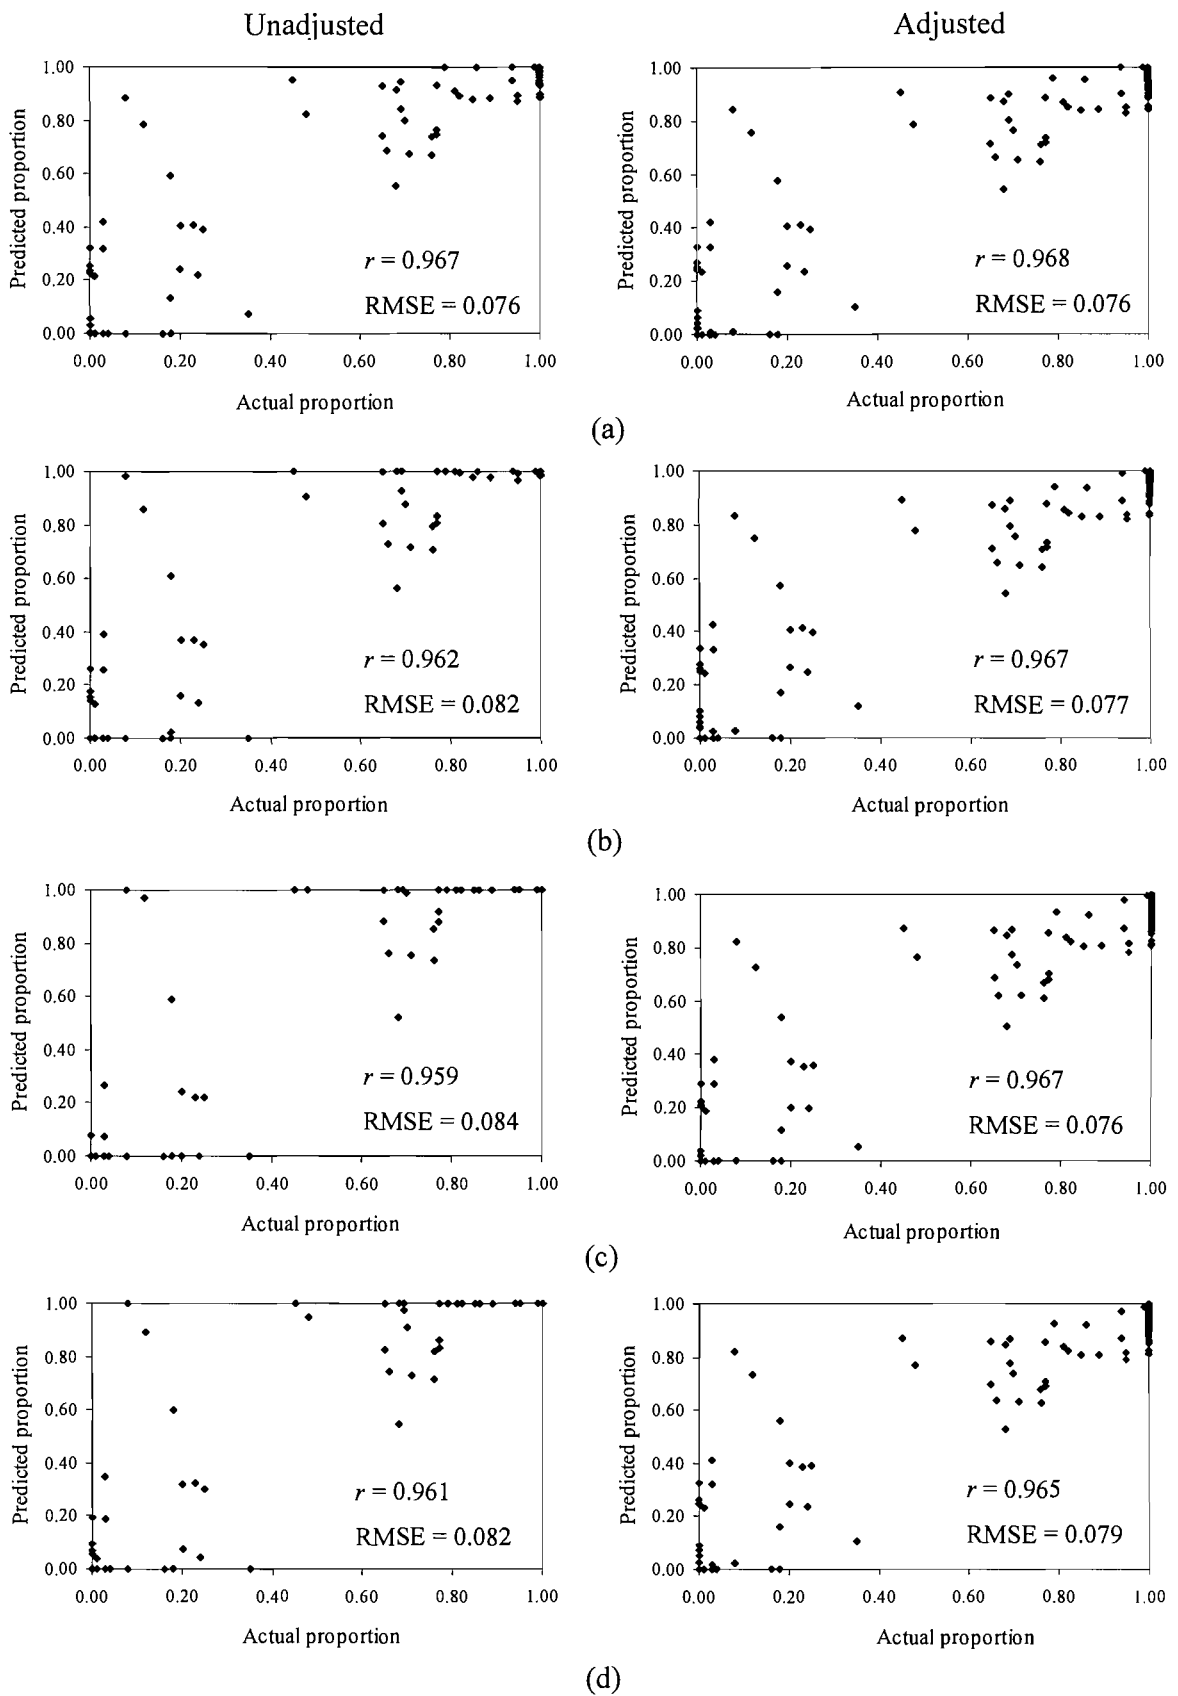 Unadjusted
Adjusted
1.00
0.80
0.60
0.40
0.20
0.00
Predicted proportion
r = 0.967
RMSE = 0.076
0.00 0.20 0.40 0.60 0.80 1.00
Actual proportion
1.00
0.80
0.60
0.40
0.20
0.00
Predicted proportion
r = 0.968
RMSE = 0.076
0.00 0.20 0.40 0.60 0.80 1.00
Actual proportion
(a)
1.00
0.80
0.60
0.40
0.20
0.00
Predicted proportion
r = 0.962
RMSE = 0.082
0.00 0.20 0.40 0.60 0.80 1.00
Actual proportion
1.00
0.80
0.60
0.40
0.20
0.00
Predicted proportion
r = 0.967
RMSE = 0.077
0.00 0.20 0.40 0.60 0.80 1.00
Actual proportion
(b)
1.00
0.80
0.60
0.40
0.20
0.00
Predicted proportion
r = 0.959
RMSE = 0.084
0.00 0.20 0.40 0.60 0.80 1.00
Actual proportion
1.00
0.80
0.60
0.40
0.20
0.00
Predicted proportion
r = 0.967
RMSE = 0.076
0.00 0.20 0.40 0.60 0.80 1.00
Actual proportion
(c)
1.00
0.80
0.60
0.40
0.20
0.00
Predicted proportion
r = 0.961
RMSE = 0.082
0.00 0.20 0.40 0.60 0.80 1.00
Actual proportion
1.00
0.80
0.60
0.40
0.20
0.00
Predicted proportion
r = 0.965
RMSE = 0.079
0.00 0.20 0.40 0.60 0.80 1.00
Actual proportion
(d)